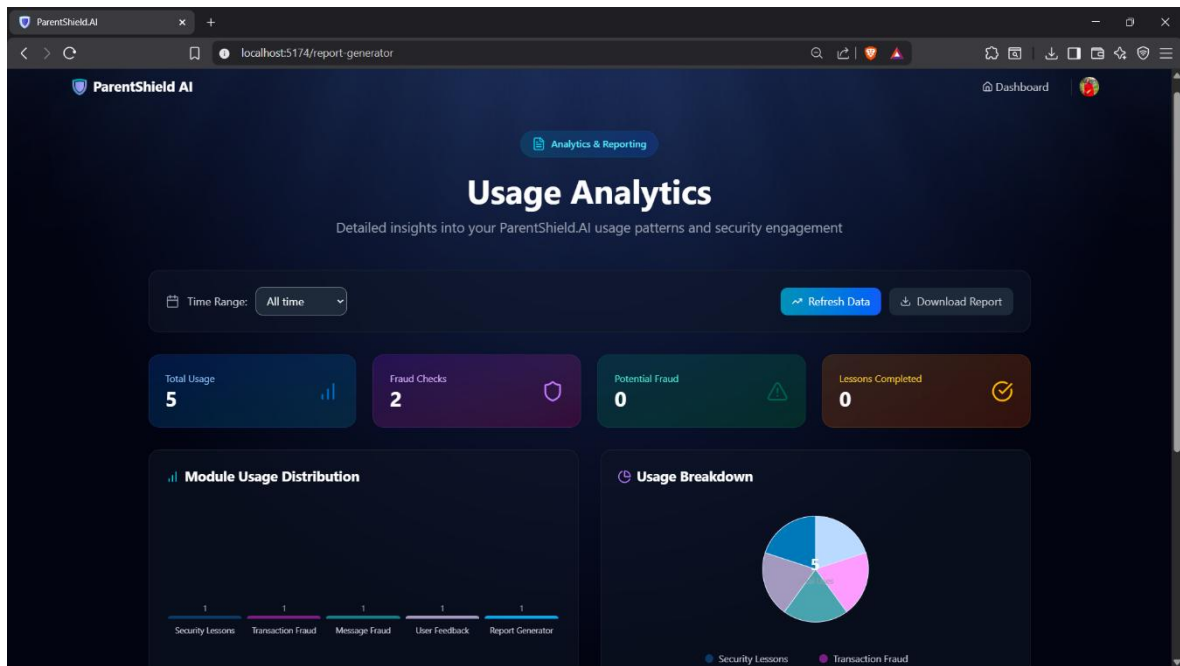 ParentShield.AI
localhost:5174/report-generator
ParentShield AI
Dashboard
Analytics & Reporting
Usage Analytics
Detailed insights into your ParentShield.AI usage patterns and security engagement
Time Range: All time
Refresh Data
Download Report
Total Usage
5
Fraud Checks
2
Potential Fraud
0
Lessons Completed
0
Module Usage Distribution
1 1 1 1 1
Security Lessons Transaction Fraud Message Fraud User Feedback Report Generator
Usage Breakdown
5
Security Lessons Transaction Fraud